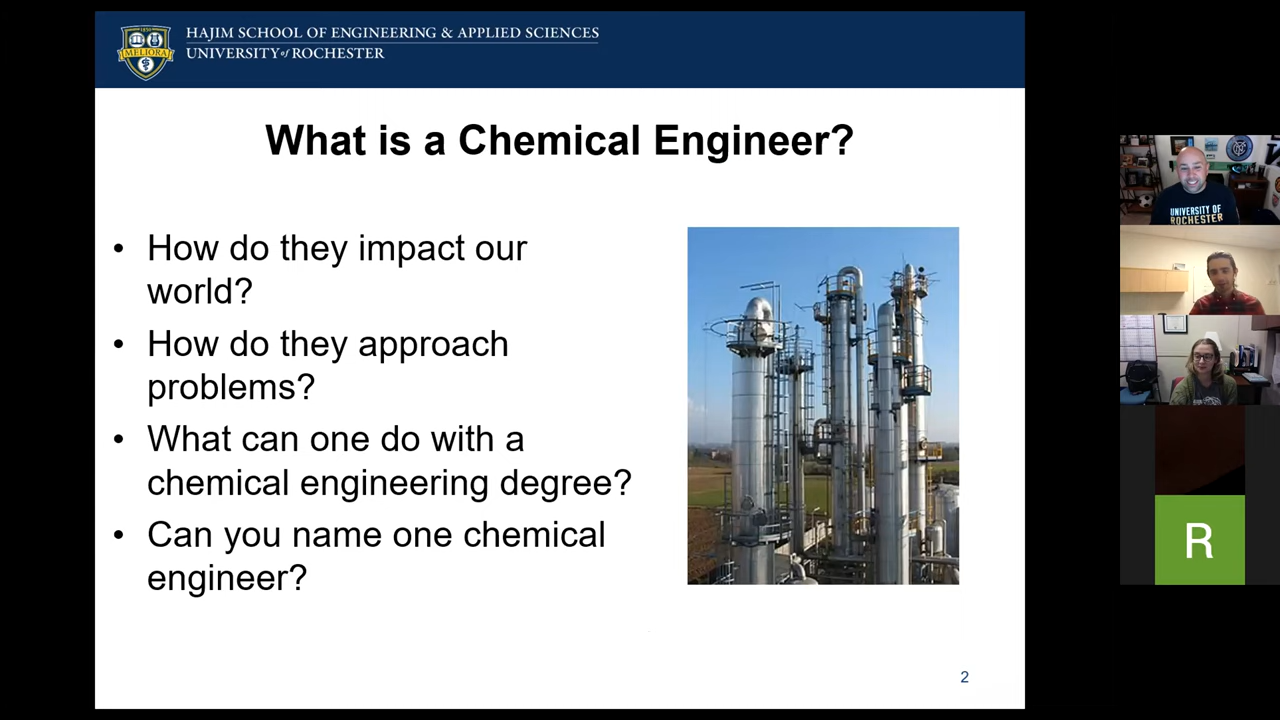 HAJIM SCHOOL OF ENGINEERING & APPLIED SCIENCES
UNIVERSITY of ROCHESTER
MELIORA
What is a Chemical Engineer?
• How do they impact our
world?
• How do they approach
problems?
• What can one do with a
chemical engineering degree?
• Can you name one chemical
engineer?
2
UNIVERSITY OF
ROCHESTER
R